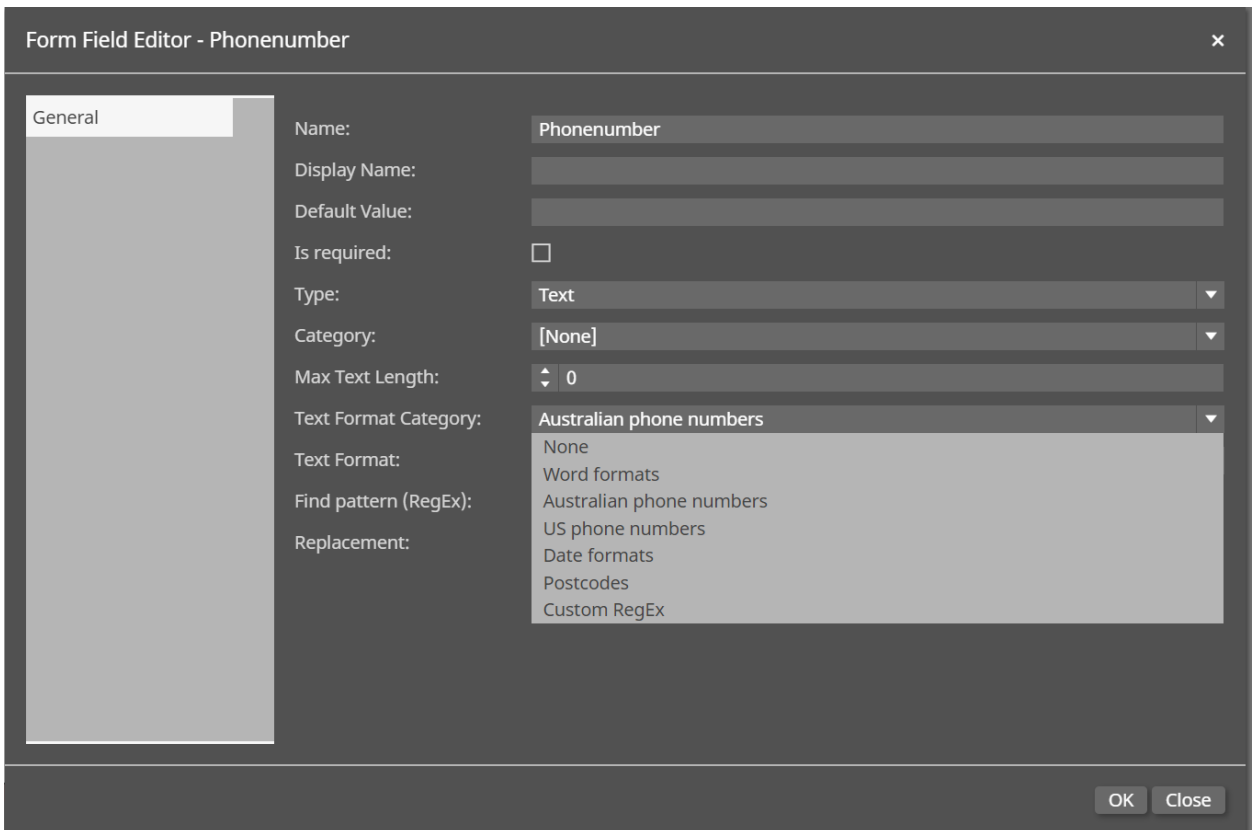 Form Field Editor - Phonenumber
General
Name: Phonenumber
Display Name:
Default Value:
Is required:
Type: Text
Category: [None]
Max Text Length: 0
Text Format Category: Australian phone numbers
None
Text Format:
Word formats
Find pattern (RegEx): Australian phone numbers
US phone numbers
Replacement:
Date formats
Postcodes
Custom RegEx
OK Close